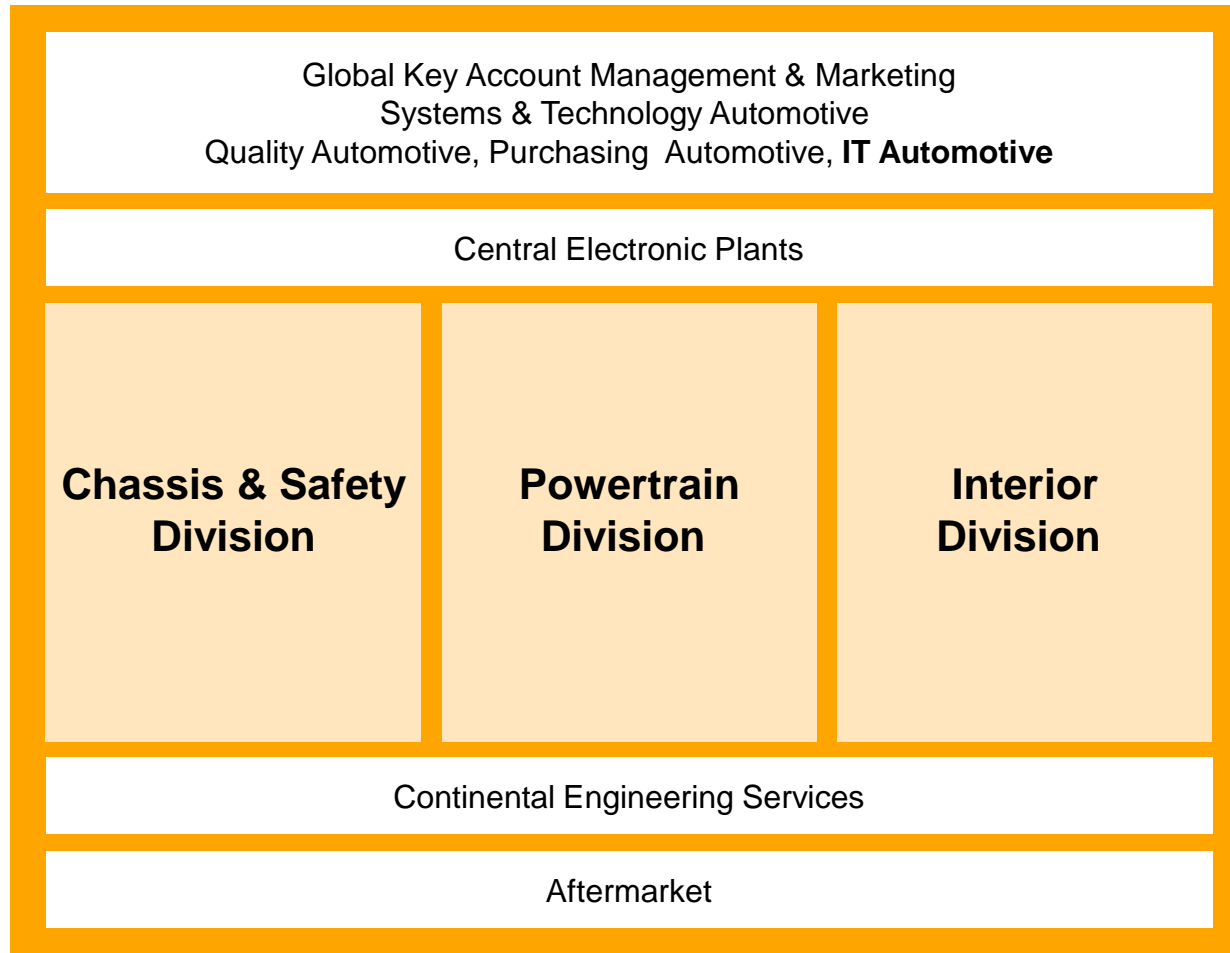 Global Key Account Management & Marketing
Systems & Technology Automotive
Quality Automotive, Purchasing Automotive, IT Automotive
Central Electronic Plants
Chassis & Safety
Division
Powertrain
Division
Interior
Division
Continental Engineering Services
Aftermarket